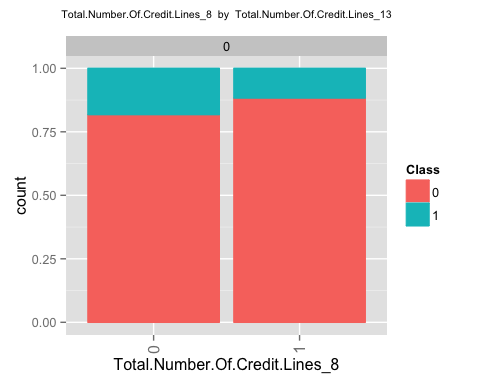 Total.Number.Of.Credit.Lines_8 by Total.Number.Of.Credit.Lines_13
0
1.00
0.75
0.50
0.25
0.00
count
0
1
Total.Number.Of.Credit.Lines_8
Class
0
1